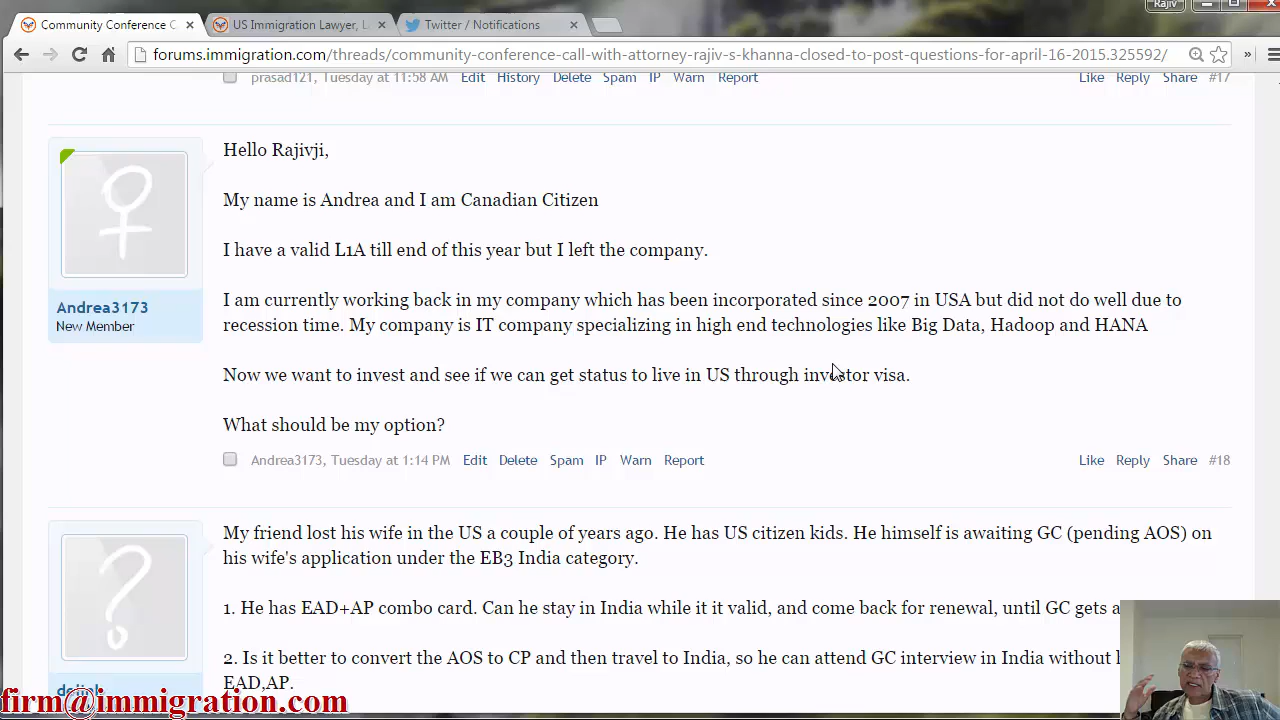 Rajiv
Community Conference C
US Immigration Lawyer, L
Twitter / Notifications
forums.immigration.com/threads/community-conference-call-with-attorney-rajiv-s-khanna-closed-to-post-questions-for-april-16-2015.325592/
prasad121, Tuesday at 11:58 AM Edit History Delete Spam IP Warn Report Like Reply Share #17
Hello Rajivji,
My name is Andrea and I am Canadian Citizen
I have a valid L1A till end of this year but I left the company.
Andrea3173
New Member
I am currently working back in my company which has been incorporated since 2007 in USA but did not do well due to
recession time. My company is IT company specializing in high end technologies like Big Data, Hadoop and HANA
Now we want to invest and see if we can get status to live in US through investor visa.
What should be my option?
Andrea3173, Tuesday at 1:14 PM Edit Delete Spam IP Warn Report Like Reply Share #18
My friend lost his wife in the US a couple of years ago. He has US citizen kids. He himself is awaiting GC (pending AOS) on
his wife's application under the EB3 India category.
1. He has EAD+AP combo card. Can he stay in India while it it valid, and come back for renewal, until GC gets
2. Is it better to convert the AOS to CP and then travel to India, so he can attend GC interview in India without
EAD,AP.
firm@immigration.com